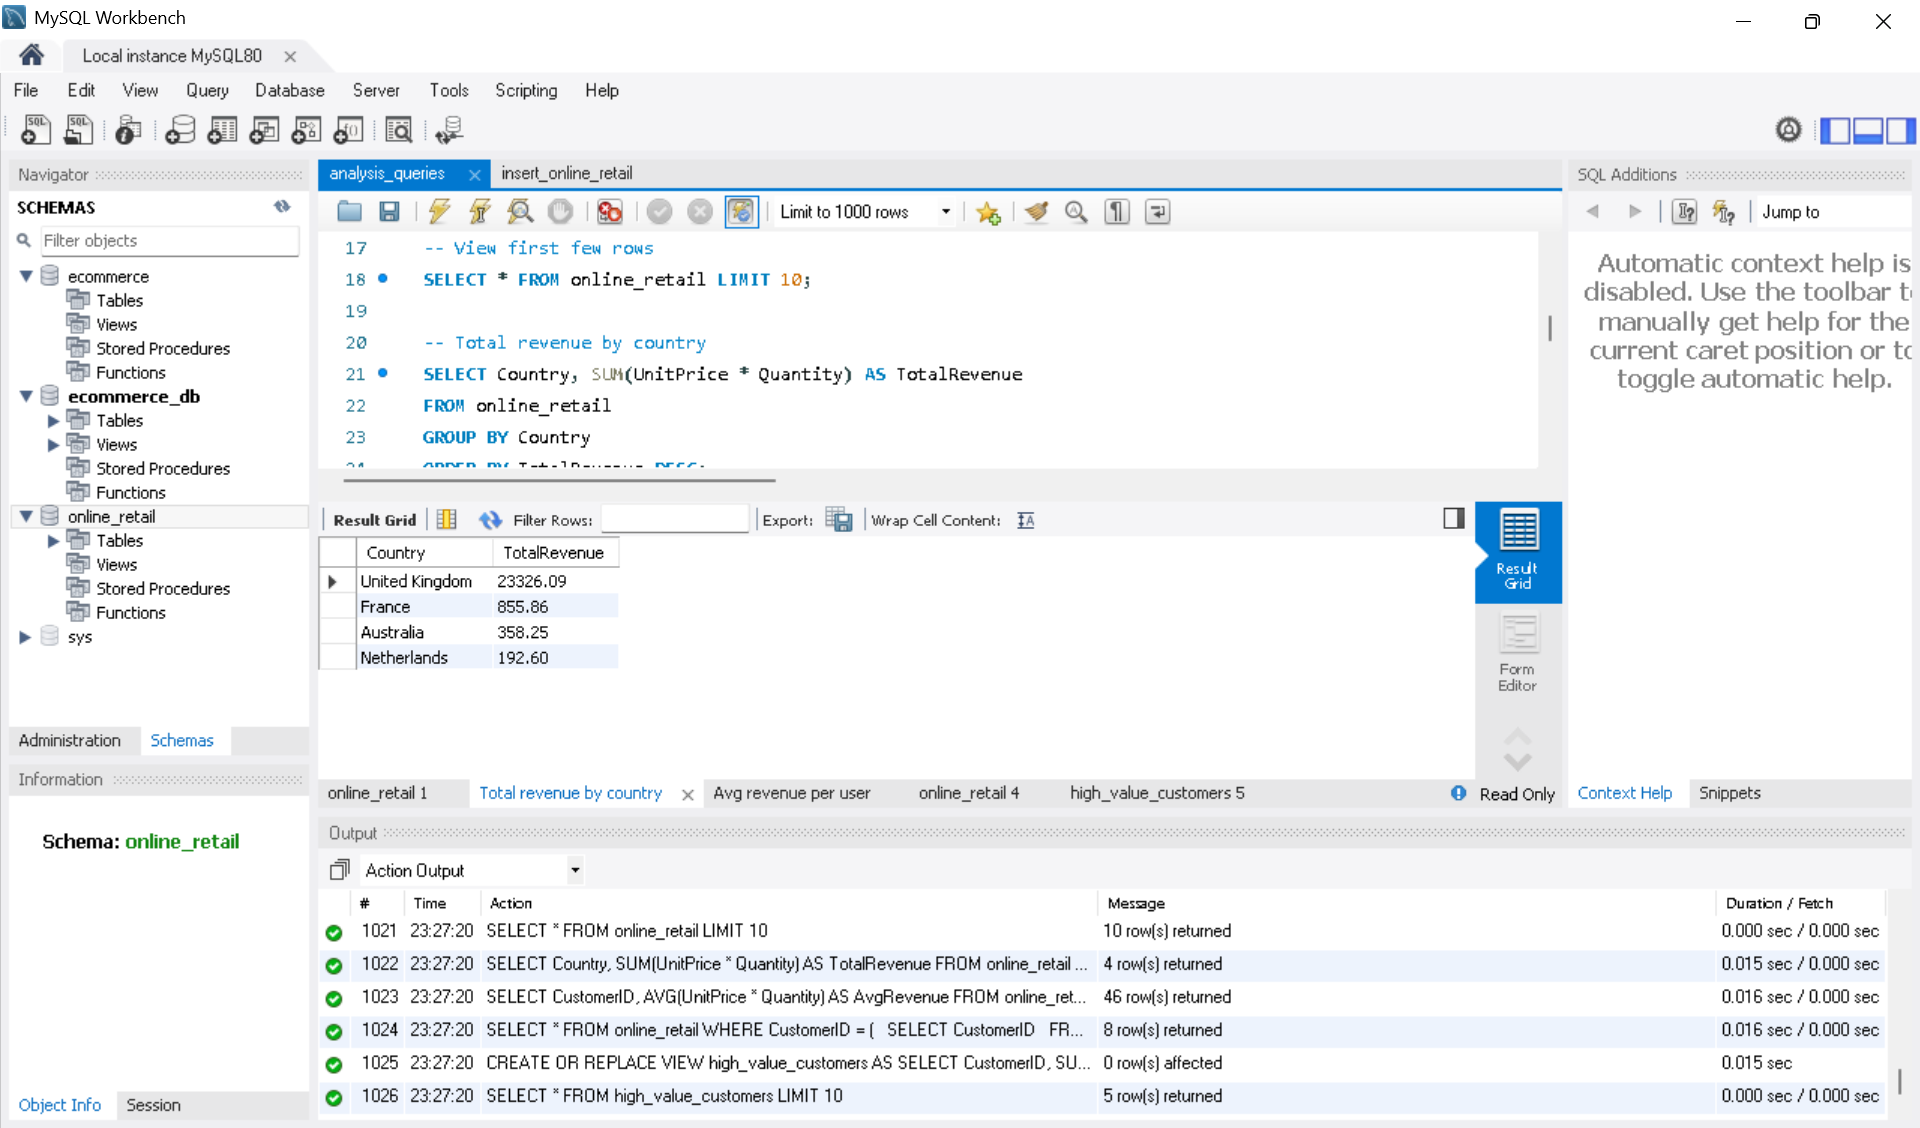 MySQL Workbench
Local instance MySQL80
File Edit View Query Database Server Tools Scripting Help
Navigator
SCHEMAS
Filter objects
ecommerce
Tables
Views
Stored Procedures
Functions
ecommerce_db
Tables
Views
Stored Procedures
Functions
online_retail
Tables
Views
Stored Procedures
Functions
sys
Administration Schemas
Information
Schema: online_retail
Object Info Session
analysis_queries insert_online_retail
Limit to 1000 rows
17 -- View first few rows
18 SELECT * FROM online_retail LIMIT 10;
19
20 -- Total revenue by country
21 SELECT Country, SUM(UnitPrice * Quantity) AS TotalRevenue
22 FROM online_retail
23 GROUP BY Country
24 ORDER BY TotalRevenue DESC;
Result Grid Filter Rows: Export: Wrap Cell Content:
Country TotalRevenue
United Kingdom 23326.09
France 855.86
Australia 358.25
Netherlands 192.60
Result
Grid
Form
Editor
online_retail 1 Total revenue by country Avg revenue per user online_retail 4 high_value_customers 5 Read Only
SQL Additions
Jump to
Automatic context help is
disabled. Use the toolbar t
manually get help for the
current caret position or to
toggle automatic help.
Context Help Snippets
Output
Action Output
# Time Action Message Duration / Fetch
1021 23:27:20 SELECT * FROM online_retail LIMIT 10 10 row(s) returned 0.000 sec / 0.000 sec
1022 23:27:20 SELECT Country, SUM(UnitPrice * Quantity) AS TotalRevenue FROM online_retail ... 4 row(s) returned 0.015 sec / 0.000 sec
1023 23:27:20 SELECT CustomerID, AVG(UnitPrice * Quantity) AS AvgRevenue FROM online_ret... 46 row(s) returned 0.016 sec / 0.000 sec
1024 23:27:20 SELECT * FROM online_retail WHERE CustomerID = ( SELECT CustomerID FR... 8 row(s) returned 0.016 sec / 0.000 sec
1025 23:27:20 CREATE OR REPLACE VIEW high_value_customers AS SELECT CustomerID, SU... 0 row(s) affected 0.015 sec
1026 23:27:20 SELECT * FROM high_value_customers LIMIT 10 5 row(s) returned 0.000 sec / 0.000 sec